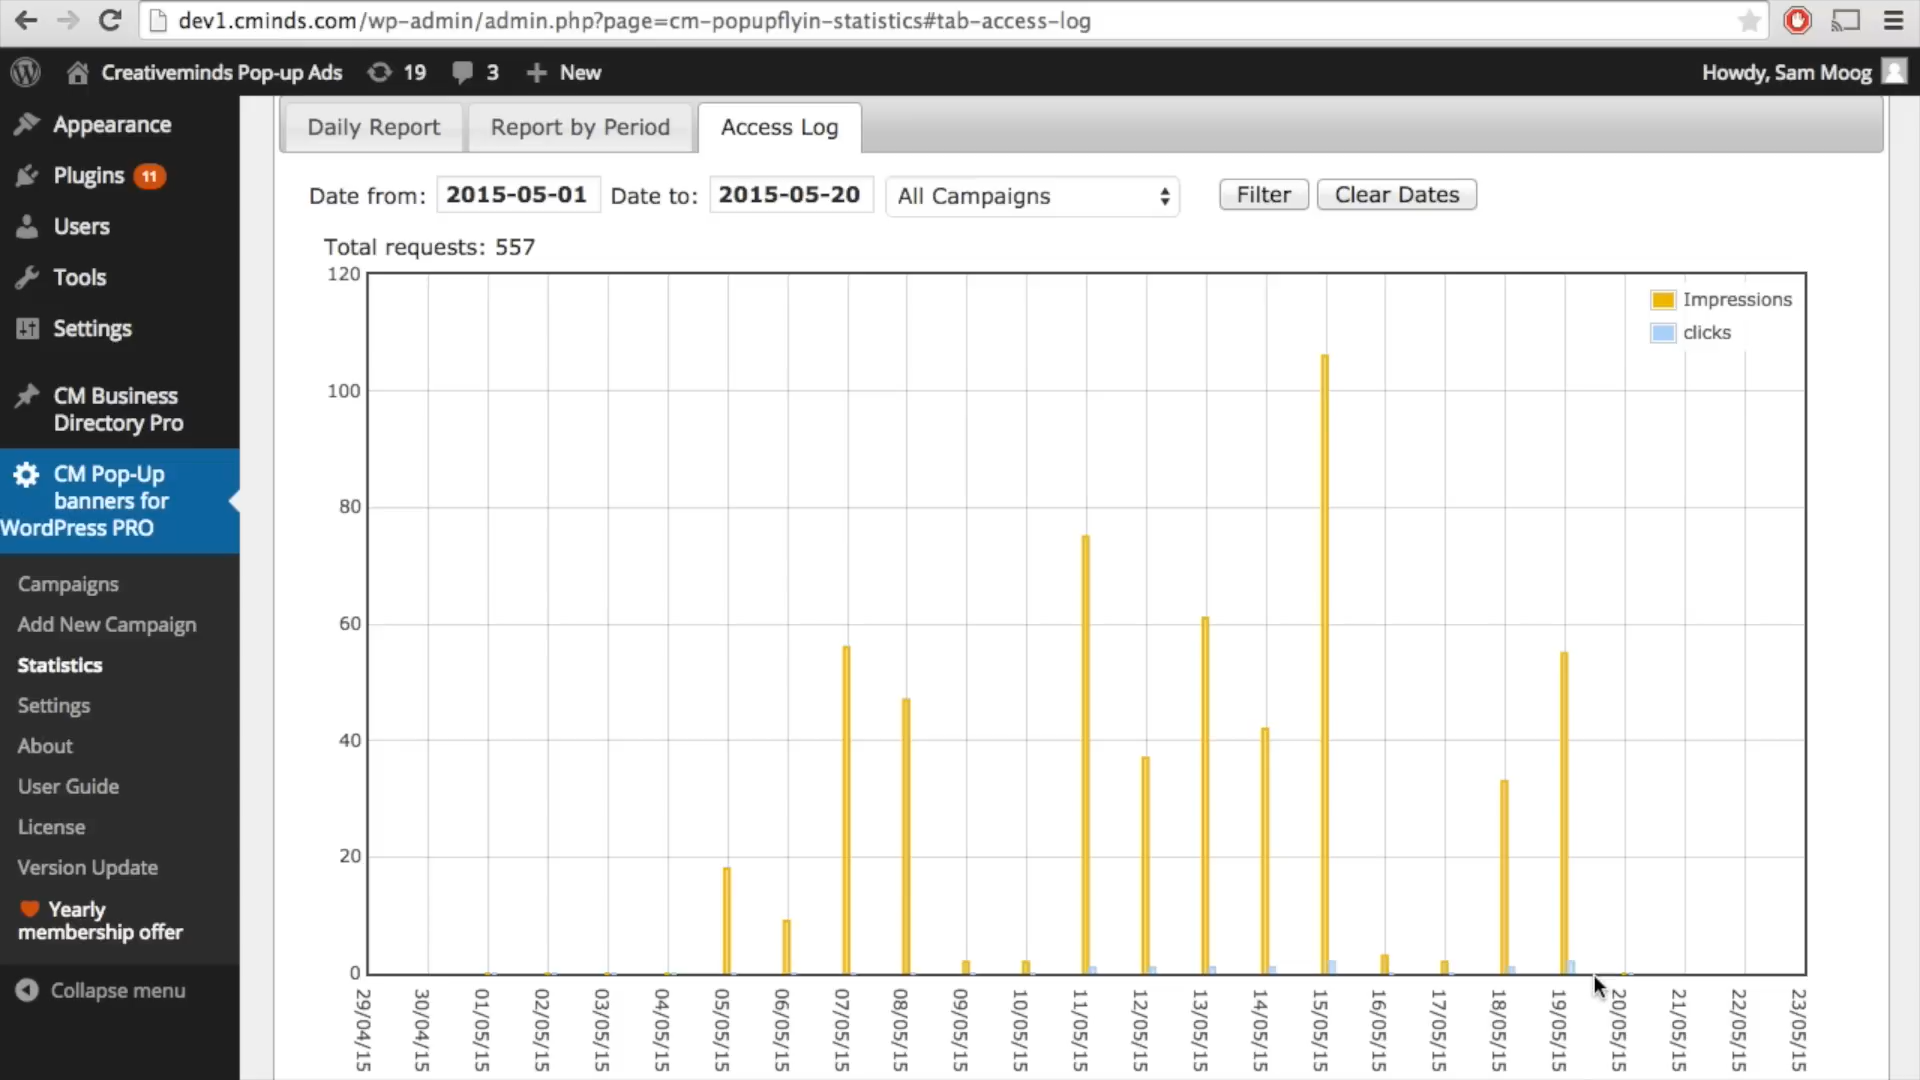 dev1.cminds.com/wp-admin/admin.php?page=cm-popupflyin-statistics#tab-access-log
Creativeminds Pop-up Ads 19 3 New Howdy, Sam Moog
Appearance
Plugins 11
Users
Tools
Settings
CM Business
Directory Pro
CM Pop-Up
banners for
WordPress PRO
Campaigns
Add New Campaign
Statistics
Settings
About
User Guide
License
Version Update
Yearly
membership offer
Collapse menu
Daily Report Report by Period Access Log
Date from: 2015-05-01 Date to: 2015-05-20 All Campaigns Filter Clear Dates
Total requests: 557
120
100
80
60
40
20
0
Impressions
clicks
29/04/15
30/04/15
01/05/15
02/05/15
03/05/15
04/05/15
05/05/15
06/05/15
07/05/15
08/05/15
09/05/15
10/05/15
11/05/15
12/05/15
13/05/15
14/05/15
15/05/15
16/05/15
17/05/15
18/05/15
19/05/15
20/05/15
21/05/15
22/05/15
23/05/15